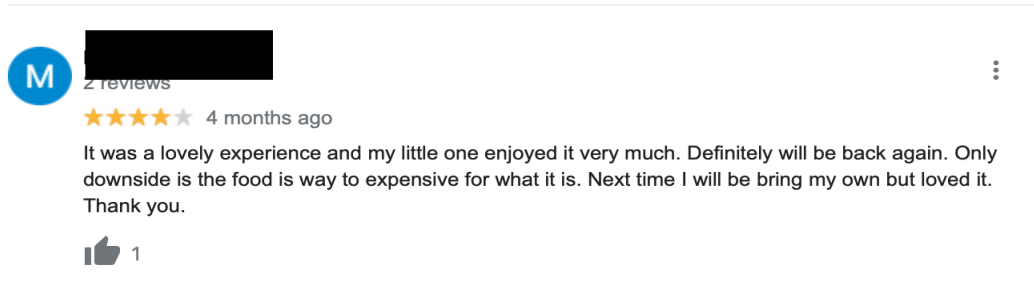 M
2 reviews
4 months ago
It was a lovely experience and my little one enjoyed it very much. Definitely will be back again. Only
downside is the food is way to expensive for what it is. Next time I will be bring my own but loved it.
Thank you.
1